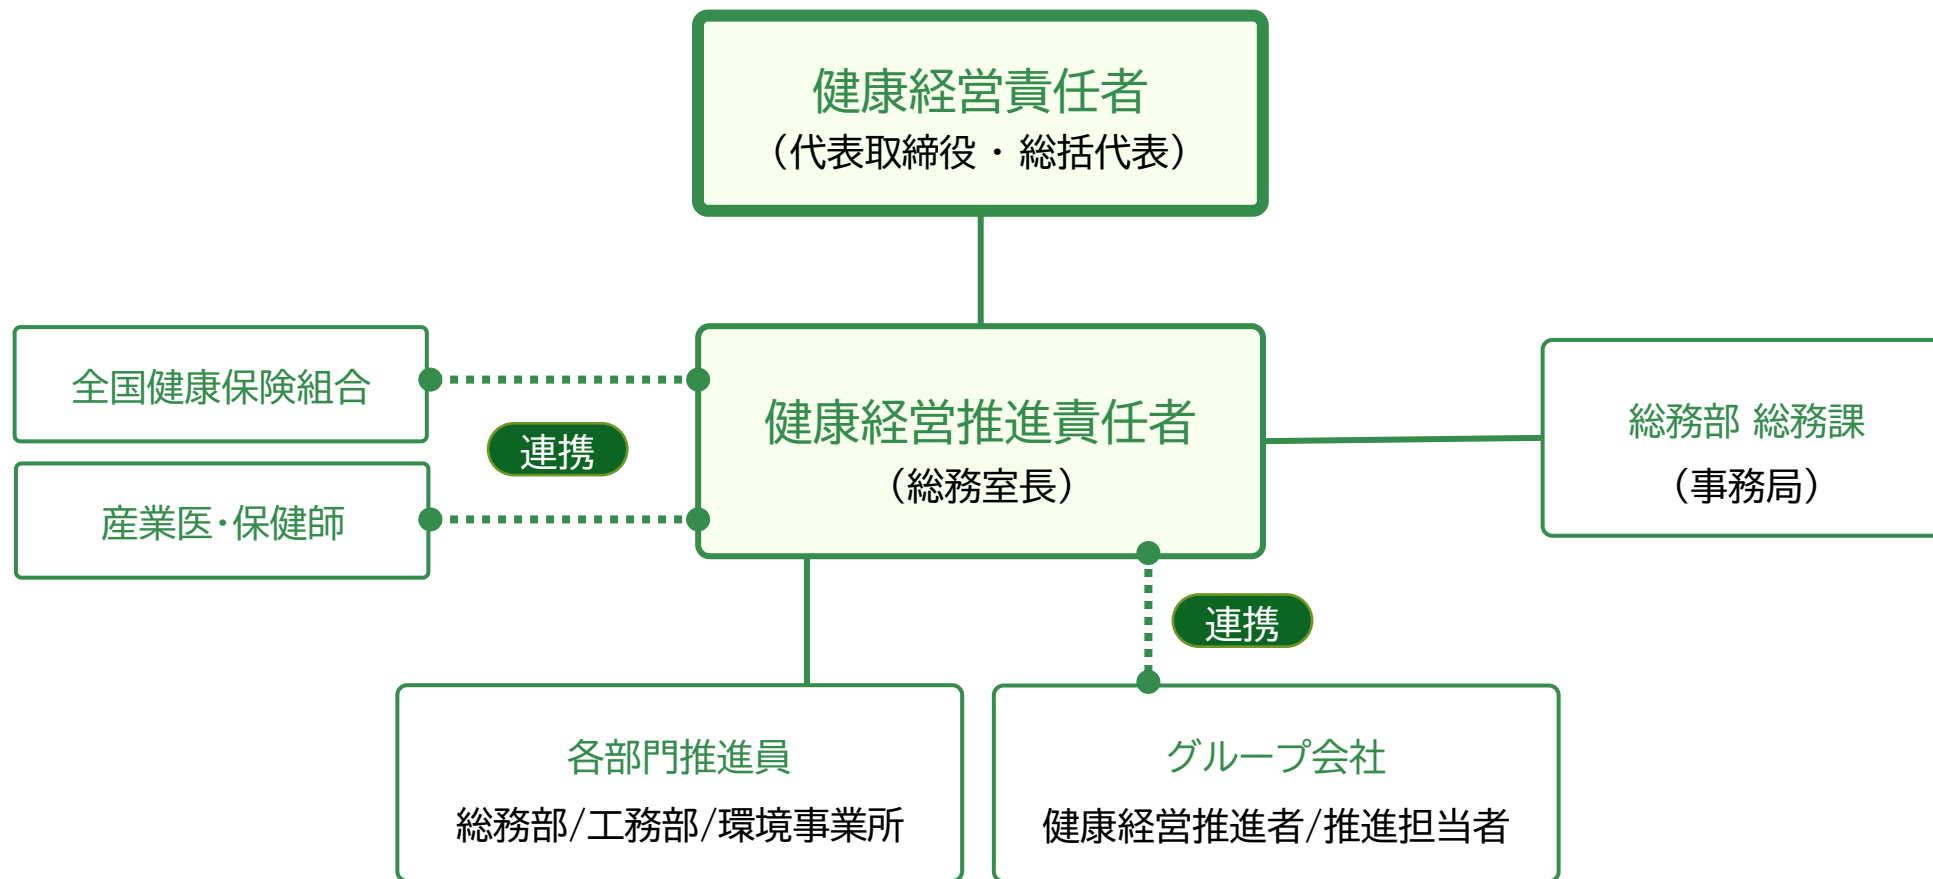 健康経営責任者
（代表取締役・総括代表）
全国健康保険組合
連携
産業医･保健師
健康経営推進責任者
（総務室長）
総務部 総務課
（事務局）
連携
各部門推進員
総務部/工務部/環境事業所
グループ会社
健康経営推進者/推進担当者